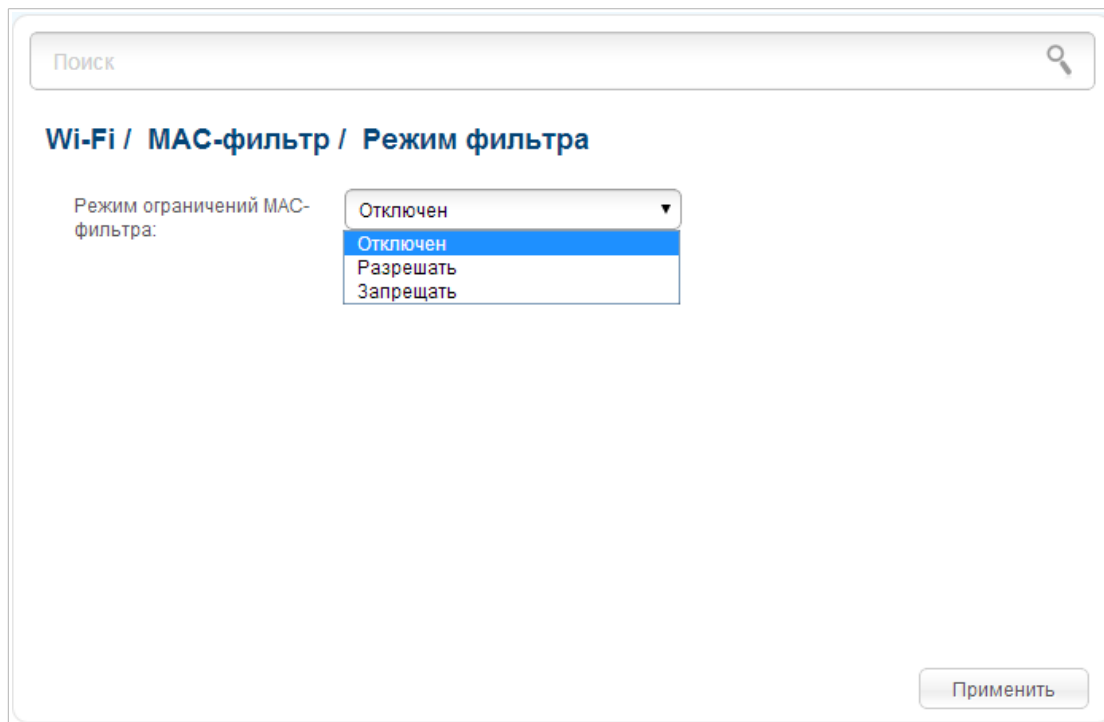 Поиск
Wi-Fi / MAC-фильтр / Режим фильтра
Режим ограничений MAC-
фильтра:
Отключен
Отключен
Разрешать
Запрещать
Применить